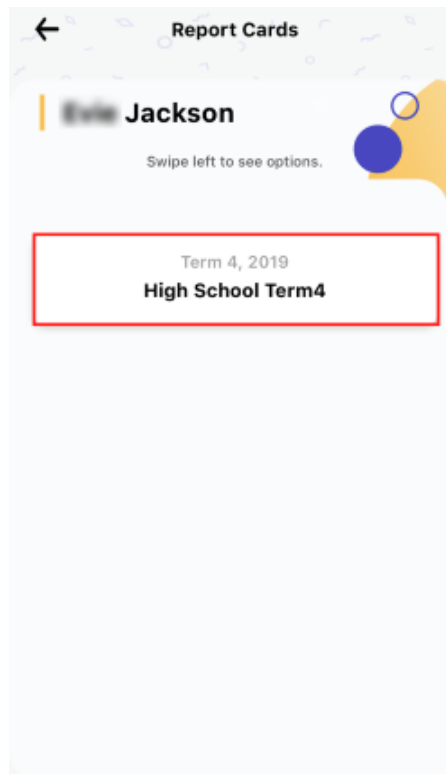 Report Cards
Jackson
Swipe left to see options.
Term 4, 2019
High School Term4